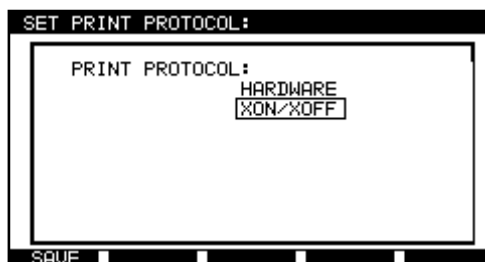 SET PRINT PROTOCOL:
PRINT PROTOCOL:
HARDWARE
XON/XOFF
SAVE